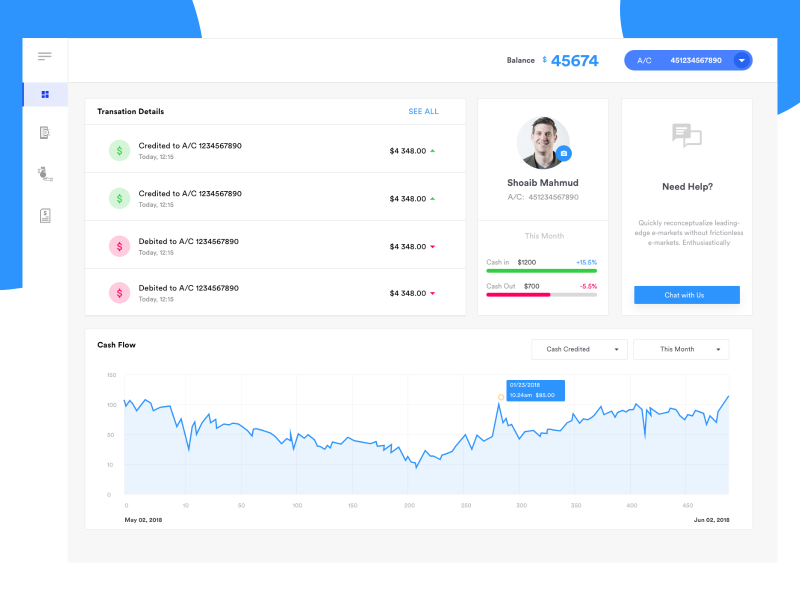 Balance $ 45674
A/C 451234567890
Transation Details
SEE ALL
$ Credited to A/C 1234567890
Today, 12:15
$4 348.00
$ Credited to A/C 1234567890
Today, 12:15
$4 348.00
$ Debited to A/C 1234567890
Today, 12:15
$4 348.00
$ Debited to A/C 1234567890
Today, 12:15
$4 348.00
Shoaib Mahmud
A/C: 451234567890
This Month
Cash in $1200 +15.5%
Cash Out $700 -5.5%
Need Help?
Quickly reconceptualize leading-
edge e-markets without frictionless
e-markets. Enthusiastically
Chat with Us
Cash Flow
Cash Credited
This Month
01/23/2018
10.24am $85.00
150
100
50
10
0
0 10 50 100 150 200 250 300 350 400 450
May 02, 2018
Jun 02, 2018